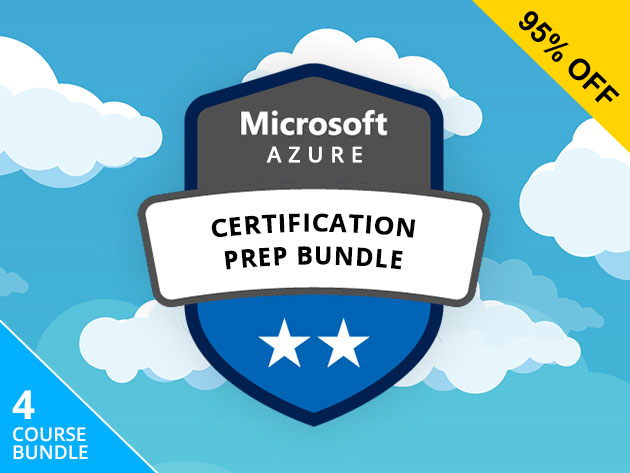 95% OFF
Microsoft
AZURE
CERTIFICATION
PREP BUNDLE
4
COURSE
BUNDLE